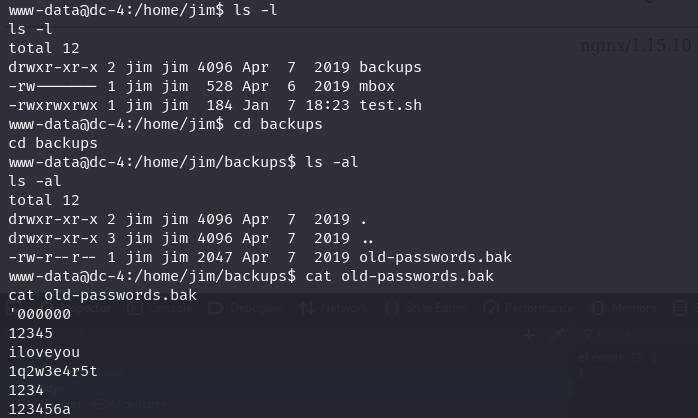 www-data@dc-4:/home/jim$ ls -l
nginx/1.15.10
ls -l
total 12
drwxr-xr-x 2 jim jim 4096 Apr  7  2019 backups
-rw------- 1 jim jim  528 Apr  6  2019 mbox
-rwxrwxrwx 1 jim jim  184 Jan  7 18:23 test.sh
www-data@dc-4:/home/jim$ cd backups
cd backups
www-data@dc-4:/home/jim/backups$ ls -al
ls -al
total 12
drwxr-xr-x 2 jim jim 4096 Apr  7  2019 .
drwxr-xr-x 3 jim jim 4096 Apr  7  2019 ..
-rw-r--r-- 1 jim jim 2047 Apr  7  2019 old-passwords.bak
www-data@dc-4:/home/jim/backups$ cat old-passwords.bak
cat old-passwords.bak
Debugger Network Style Editor Performance Memory
'000000
12345
iloveyou
1q2w3e4r5t
1234
123456a